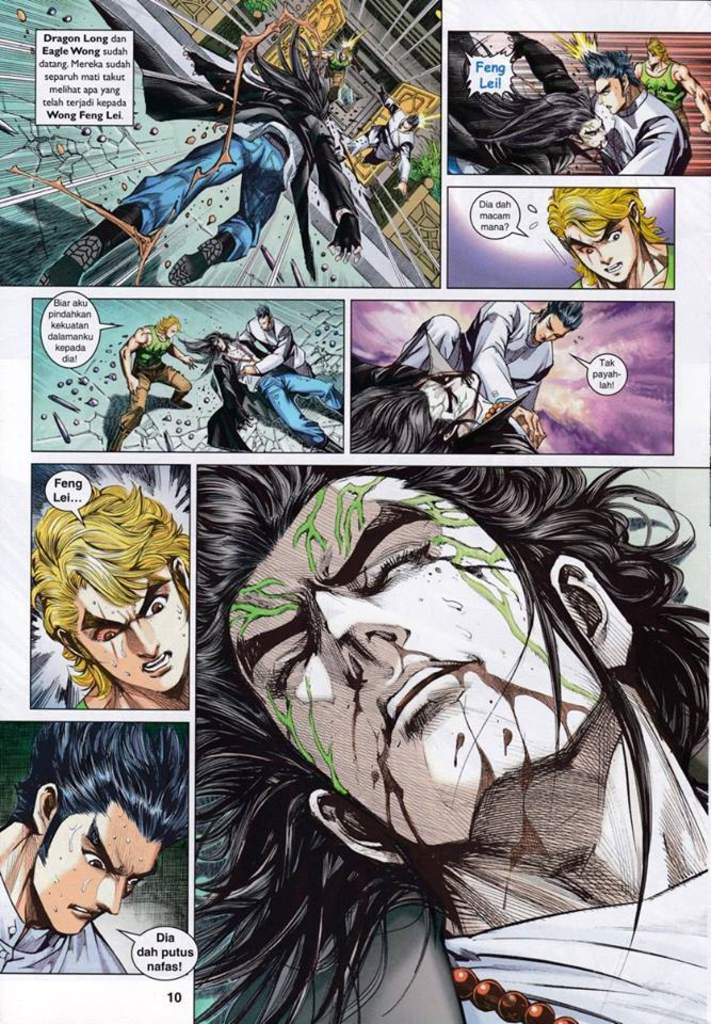 Dragon Long dan
Eagle Wong sudah
datang. Mereka sudah
separuh mati takut
melihat apa yang
telah terjadi kepada
Wong Feng Lei.
Feng
Lei!
Dia dah
macam
mana?
Biar aku
pindahkan
kekuatan
dalamanku
kepada
dia!
Tak
payah-
lah!
Feng
Lei...
Dia
dah putus
nafas!
10